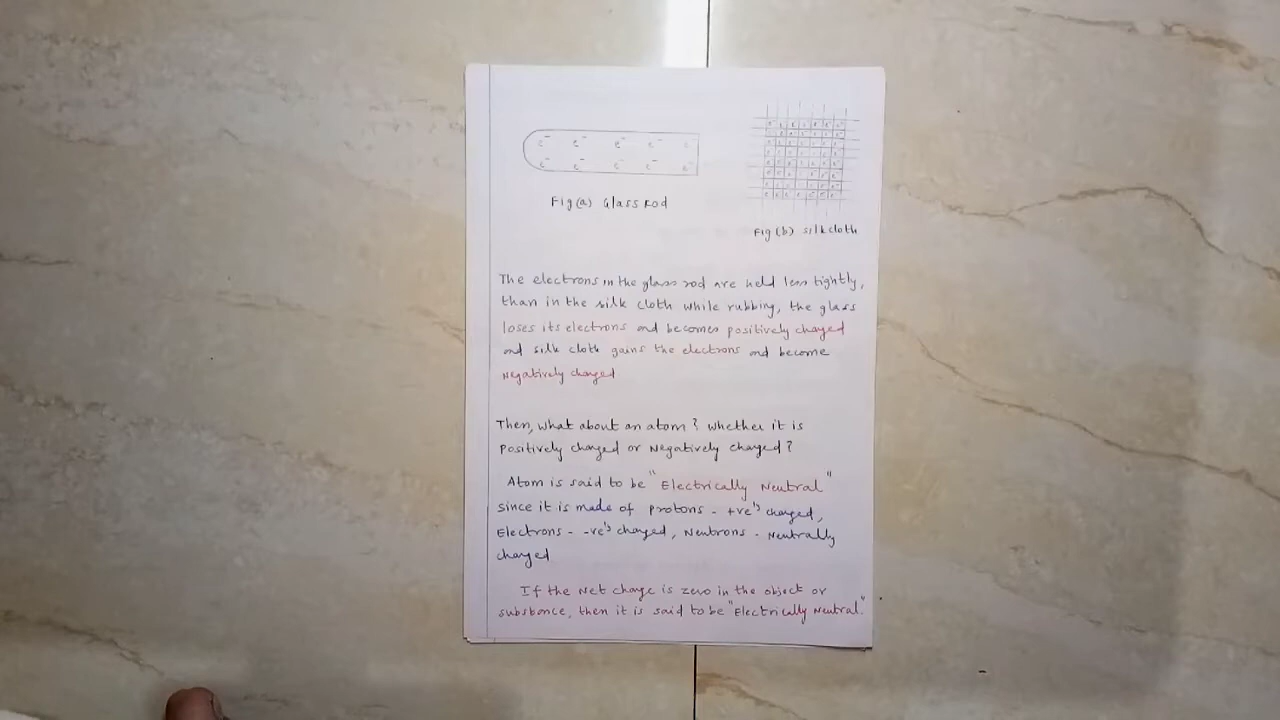 e⁻ e⁻ e⁻ e⁻ e
e⁻ e⁻ e⁻ e⁻ e⁻
Fig(a) Glass Rod
Fig(b) silkcloth
The electrons in the glass rod are held less tightly,
than in the silk cloth while rubbing, the glass
loses its electrons and becomes positively charged
and silk cloth gains the electrons and become
Negatively charged
Then, what about an atom? whether it is
Positively charged or Negatively charged?
Atom is said to be "Electrically Neutral"
since it is made of protons - +ve's charged,
Electrons - -ve's charged, Neutrons - Neutrally
charged
If the Net charge is zero in the object or
substance, then it is said to be "Electrically Neutral."